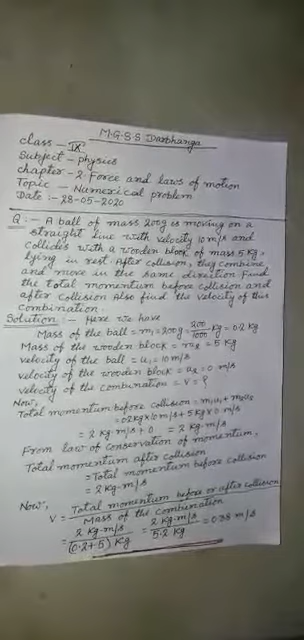 M.G.S.S Darbhanga
class - IX
Subject - physics
chapter - 2 Force and laws of motion
Topic - Numerical problem
Date :- 28-05-2020
Q :- A ball of mass 200g is moving on a
straight line with velocity 10 m/s and
collides with a wooden block of mass 5 Kg,
lying in rest. After collision, they combine
and move in the same direction Find
the total momentum before collision and
after collision Also find the velocity of this
combination.
Solution :- Here we have
Mass of the ball = m₁ = 200g = 200/1000 Kg = 0.2 Kg
Mass of the wooden block = m₂ = 5 Kg
velocity of the ball = u₁ = 10 m/s
velocity of the wooden block = u₂ = 0 m/s
velocity of the combination = v = ?
Now,
Total momentum before collision = m₁u₁ + m₂u₂
= 0.2 Kg x 10 m/s + 5 Kg x 0 m/s
= 2 Kg.m/s + 0 = 2 Kg-m/s
From law of conservation of momentum,
Total momentum after collision
= Total momentum before collision
= 2 Kg-m/s
Now,
V = Total momentum before or after collision / Mass of the combination
= 2 Kg-m/s / (0.2+5) Kg = 2 Kg-m/s / 5.2 Kg = 0.38 m/s